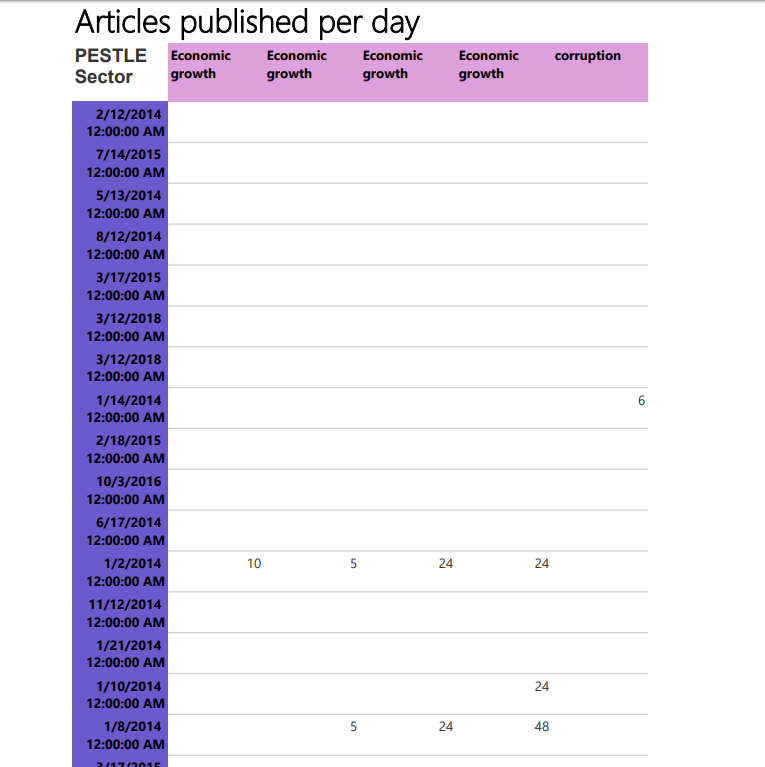 Articles published per day
PESTLE Sector Economic growth Economic growth Economic growth Economic growth corruption
2/12/2014 12:00:00 AM
7/14/2015 12:00:00 AM
5/13/2014 12:00:00 AM
8/12/2014 12:00:00 AM
3/17/2015 12:00:00 AM
3/12/2018 12:00:00 AM
3/12/2018 12:00:00 AM
1/14/2014 12:00:00 AM 6
2/18/2015 12:00:00 AM
10/3/2016 12:00:00 AM
6/17/2014 12:00:00 AM
1/2/2014 12:00:00 AM 10 5 24 24
11/12/2014 12:00:00 AM
1/21/2014 12:00:00 AM
1/10/2014 12:00:00 AM 24
1/8/2014 12:00:00 AM 5 24 48
3/17/2015